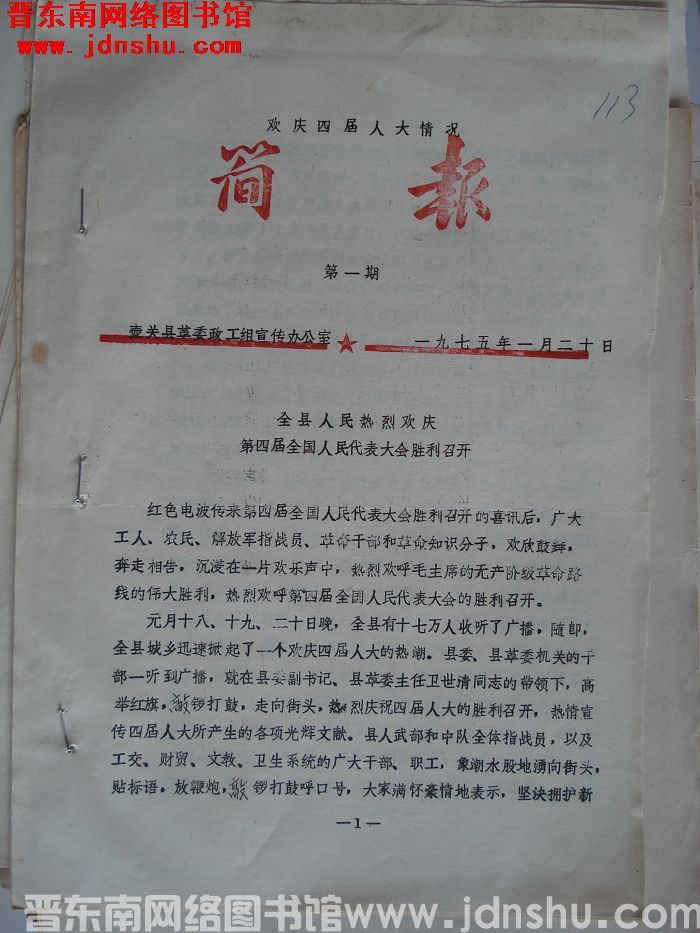 晋东南网络图书馆
www.jdnshu.com
113
欢庆四届人大情况
简报
第一期
壶关县革委政工组宣传办公室 ★ 一九七五年一月二十日
全县人民热烈欢庆
第四届全国人民代表大会胜利召开
红色电波传来第四届全国人民代表大会胜利召开的喜讯后，广大
工人、农民、解放军指战员、革命干部和革命知识分子，欢欣鼓舞，
奔走相告，沉浸在一片欢乐声中，热烈欢呼毛主席的无产阶级革命路
线的伟大胜利，热烈欢呼第四届全国人民代表大会的胜利召开。
元月十八、十九、二十日晚，全县有十七万人收听了广播，随即，
全县城乡迅速掀起了一个欢庆四届人大的热潮。县委、县革委机关的干
部一听到广播，就在县委副书记、县革委主任卫世清同志的带领下，高
举红旗，敲锣打鼓，走向街头，热烈庆祝四届人大的胜利召开，热情宣
传四届人大所产生的各项光辉文献。县人武部和中队全体指战员，以及
工交、财贸、文教、卫生系统的广大干部、职工，象潮水般地湧向街头，
贴标语，放鞭炮，敲锣打鼓呼口号，大家满怀豪情地表示，坚决拥护新
—1—
晋东南网络图书馆www.jdnshu.com